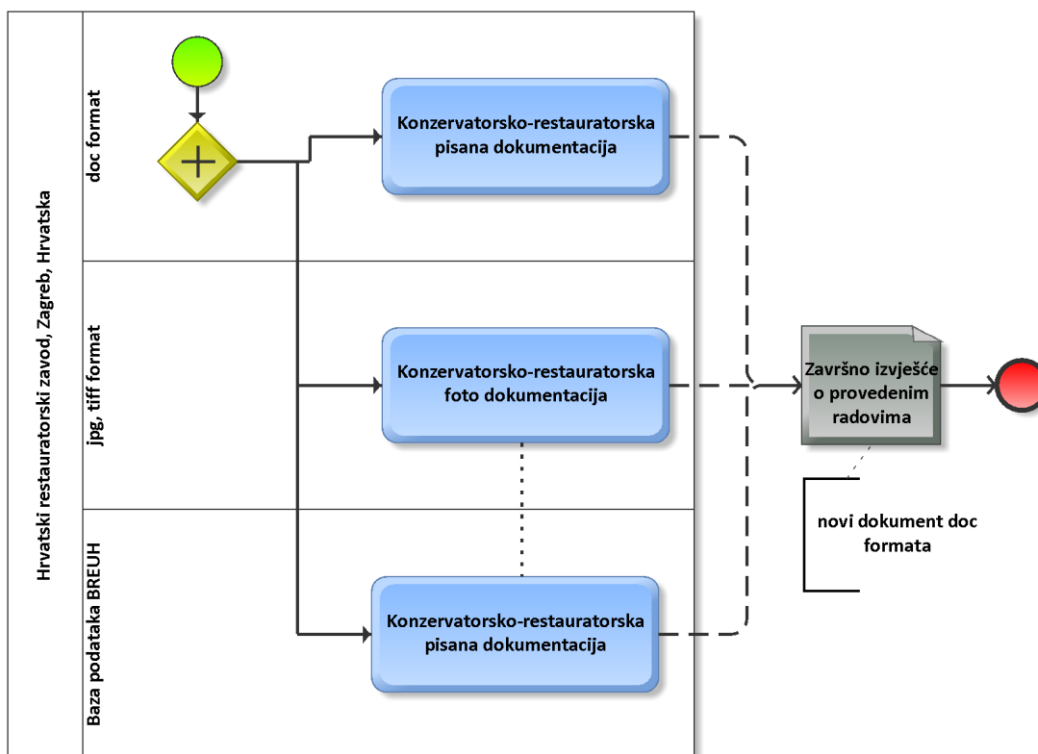 Hrvatski restauratorski zavod, Zagreb, Hrvatska
doc format
Konzervatorsko-restauratorska
pisana dokumentacija
jpg, tiff format
Konzervatorsko-restauratorska
foto dokumentacija
Baza podataka BREUH
Konzervatorsko-restauratorska
pisana dokumentacija
Završno izvješće
o provedenim
radovima
novi dokument doc
formata